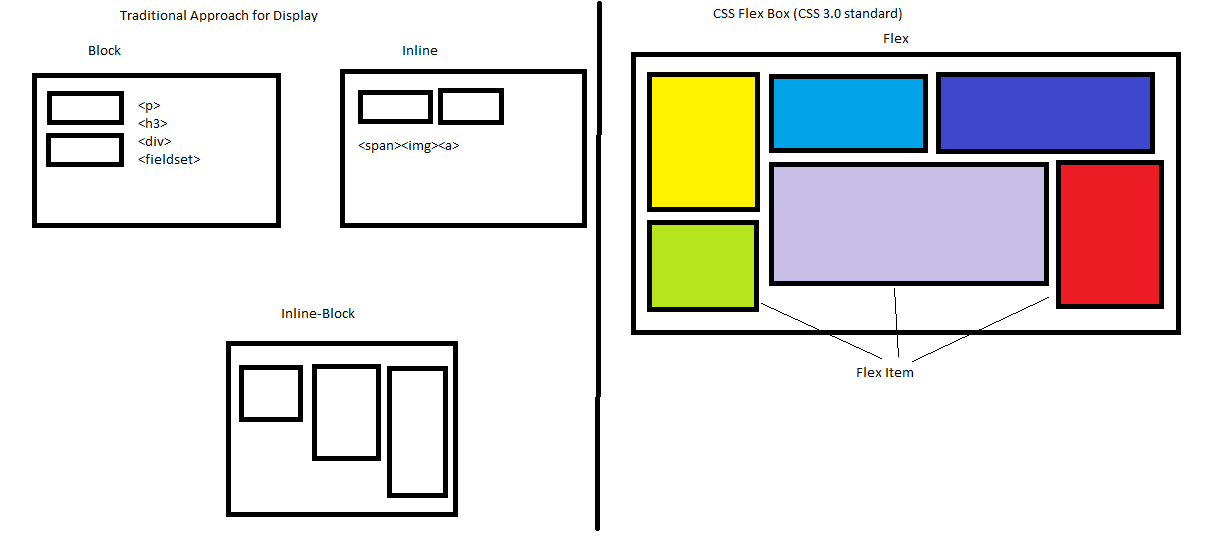 Traditional Approach for Display
Block
Inline
<p>
<h3>
<div>
<fieldset>
<span><img><a>
Inline-Block
CSS Flex Box (CSS 3.0 standard)
Flex
Flex Item